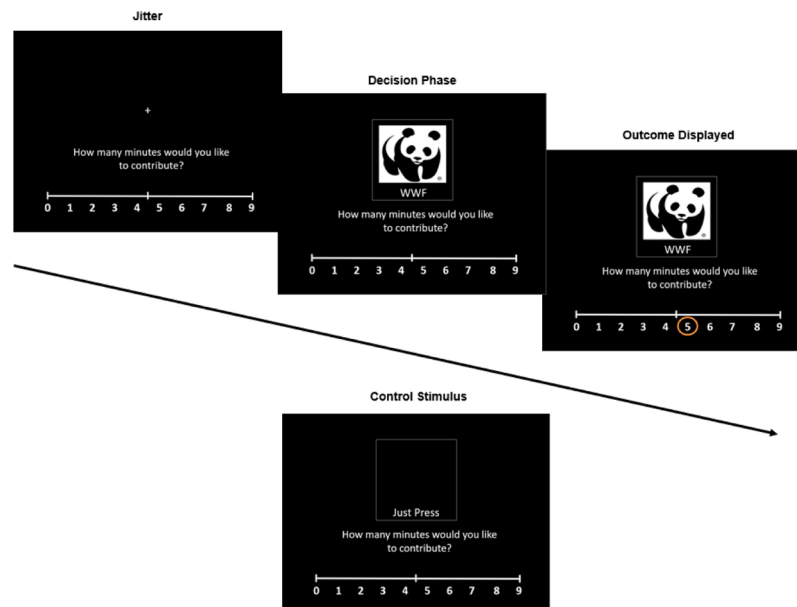 Jitter
+
How many minutes would you like
to contribute?
0 1 2 3 4 5 6 7 8 9
Decision Phase
WWF
How many minutes would you like
to contribute?
0 1 2 3 4 5 6 7 8 9
Outcome Displayed
WWF
How many minutes would you like
to contribute?
0 1 2 3 4 5 6 7 8 9
Control Stimulus
Just Press
How many minutes would you like
to contribute?
0 1 2 3 4 5 6 7 8 9